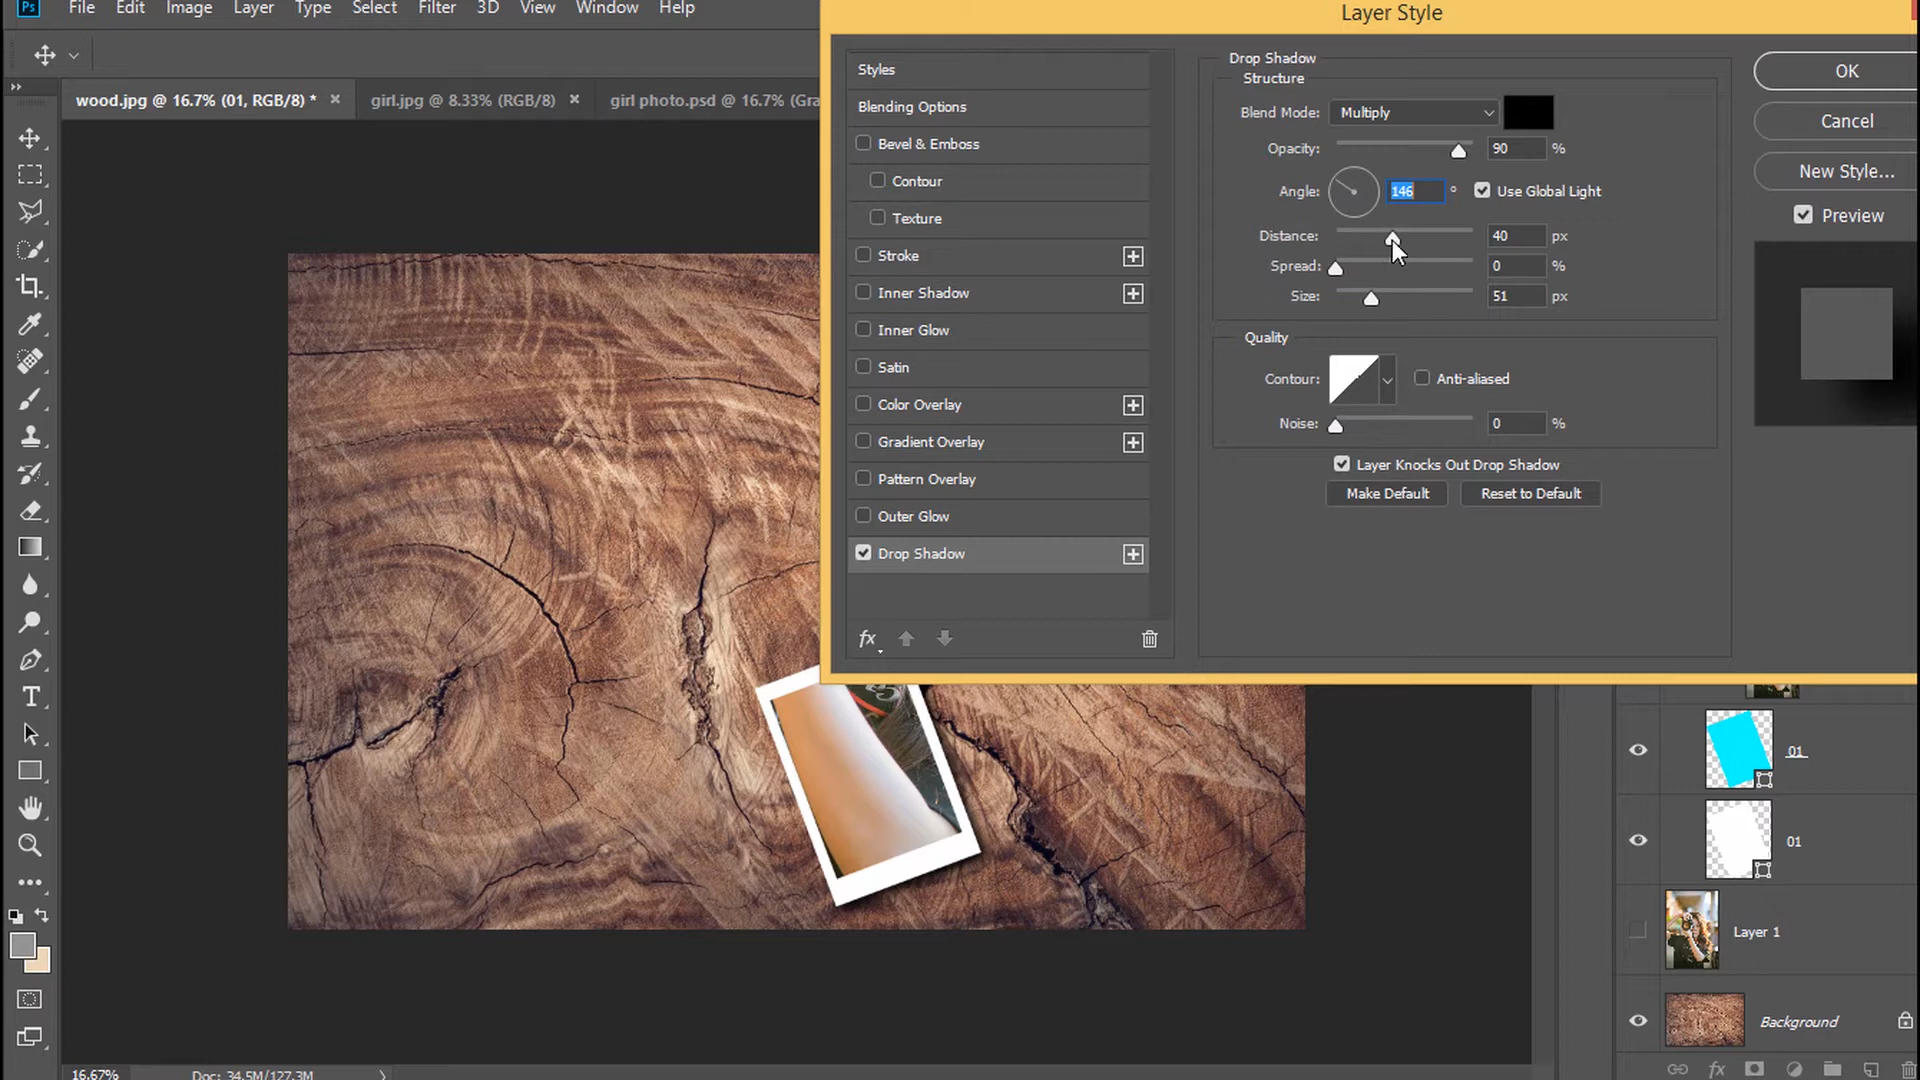 Ps File Edit Image Layer Type Select Filter 3D View Window Help
Layer Style
wood.jpg @ 16.7% (01, RGB/8) * × girl.jpg @ 8.33% (RGB/8) × girl photo.psd @ 16.7% (Gra
Styles
Blending Options
Bevel & Emboss
Contour
Texture
Stroke
Inner Shadow
Inner Glow
Satin
Color Overlay
Gradient Overlay
Pattern Overlay
Outer Glow
Drop Shadow
fx
Drop Shadow
Structure
Blend Mode: Multiply
Opacity: 90 %
Angle: 146 ° Use Global Light
Distance: 40 px
Spread: 0 %
Size: 51 px
Quality
Contour: Anti-aliased
Noise: 0 %
Layer Knocks Out Drop Shadow
Make Default Reset to Default
OK
Cancel
New Style...
Preview
01
01
Layer 1
Background
fx
16.67% Doc: 34.5M/127.3M